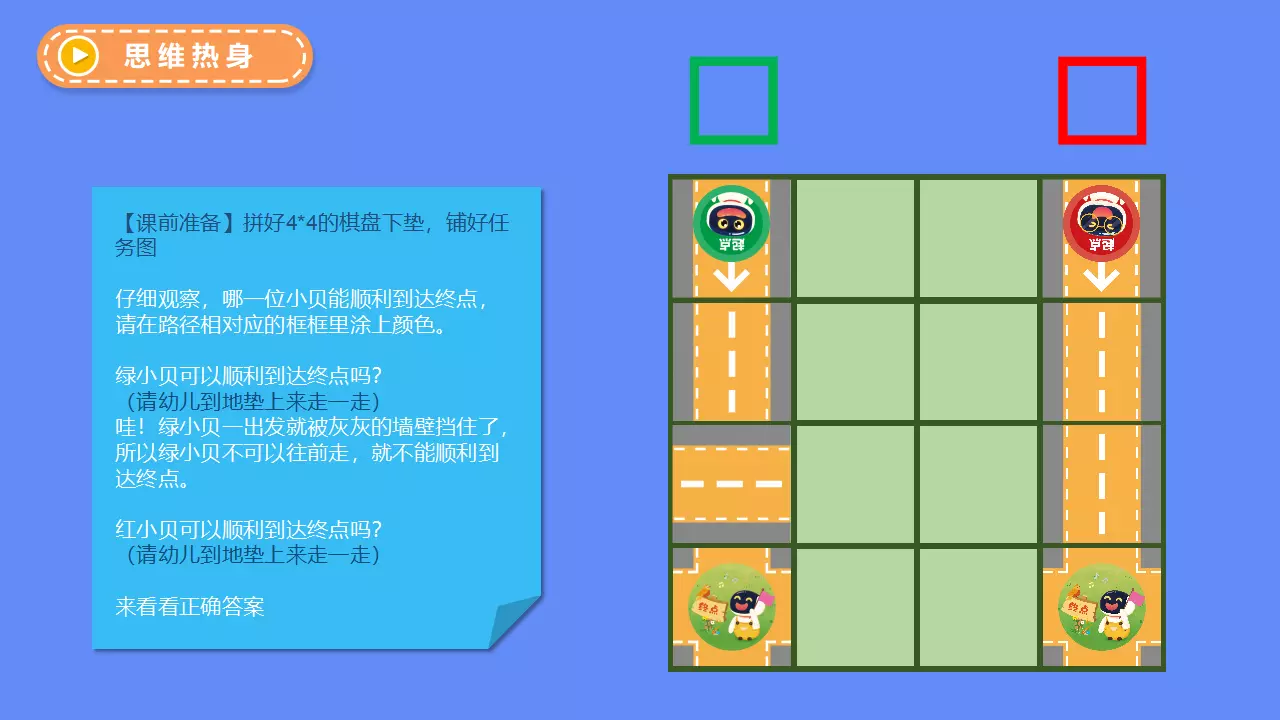 思维热身
【课前准备】拼好4*4的棋盘下垫，铺好任
务图
仔细观察，哪一位小贝能顺利到达终点，
请在路径相对应的框框里涂上颜色。
绿小贝可以顺利到达终点吗？
（请幼儿到地垫上来走一走）
哇！绿小贝一出发就被灰灰的墙壁挡住了，
所以绿小贝不可以往前走，就不能顺利到
达终点。
红小贝可以顺利到达终点吗？
（请幼儿到地垫上来走一走）
来看看正确答案
终点
终点